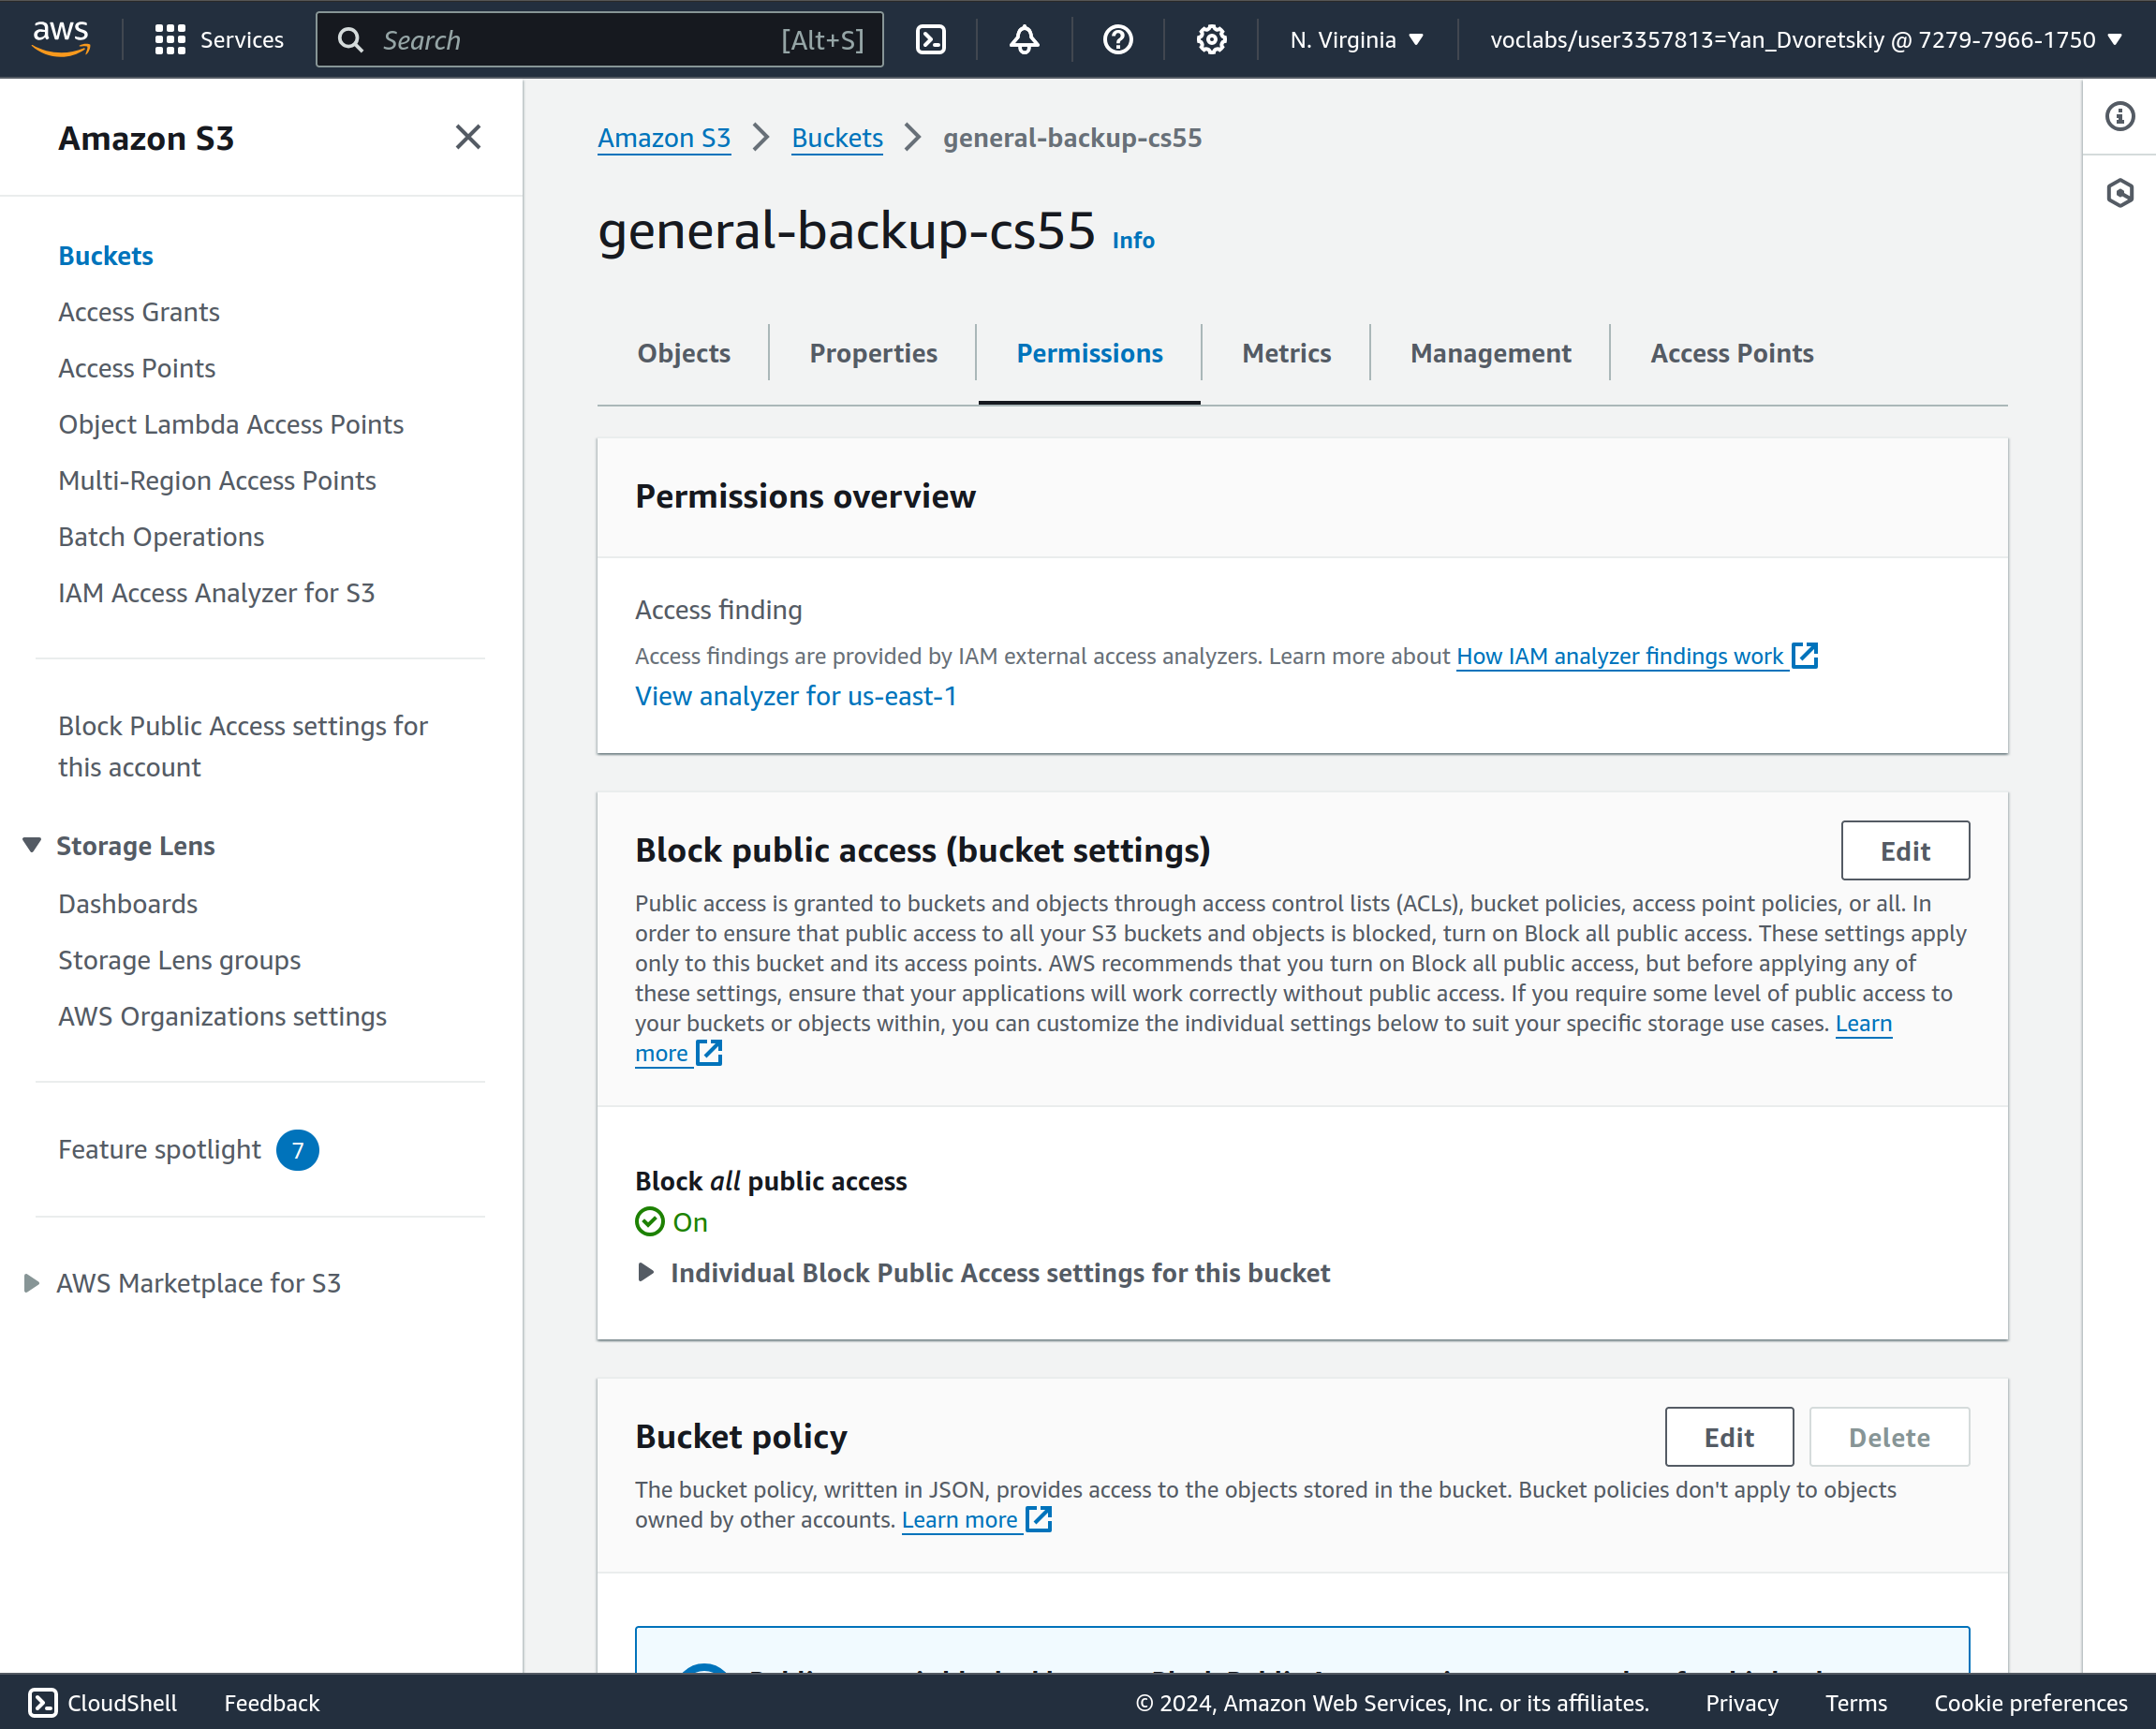 aws
Services
Search
[Alt+S]
N. Virginia
voclabs/user3357813=Yan_Dvoretskiy @ 7279-7966-1750
Amazon S3
Buckets
Access Grants
Access Points
Object Lambda Access Points
Multi-Region Access Points
Batch Operations
IAM Access Analyzer for S3
Block Public Access settings for
this account
Storage Lens
Dashboards
Storage Lens groups
AWS Organizations settings
Feature spotlight 7
AWS Marketplace for S3
Amazon S3 > Buckets > general-backup-cs55
general-backup-cs55 Info
Objects
Properties
Permissions
Metrics
Management
Access Points
Permissions overview
Access finding
Access findings are provided by IAM external access analyzers. Learn more about How IAM analyzer findings work
View analyzer for us-east-1
Block public access (bucket settings)
Edit
Public access is granted to buckets and objects through access control lists (ACLs), bucket policies, access point policies, or all. In
order to ensure that public access to all your S3 buckets and objects is blocked, turn on Block all public access. These settings apply
only to this bucket and its access points. AWS recommends that you turn on Block all public access, but before applying any of
these settings, ensure that your applications will work correctly without public access. If you require some level of public access to
your buckets or objects within, you can customize the individual settings below to suit your specific storage use cases. Learn
more
Block all public access
On
Individual Block Public Access settings for this bucket
Bucket policy
Edit
Delete
The bucket policy, written in JSON, provides access to the objects stored in the bucket. Bucket policies don't apply to objects
owned by other accounts. Learn more
CloudShell
Feedback
© 2024, Amazon Web Services, Inc. or its affiliates.
Privacy
Terms
Cookie preferences